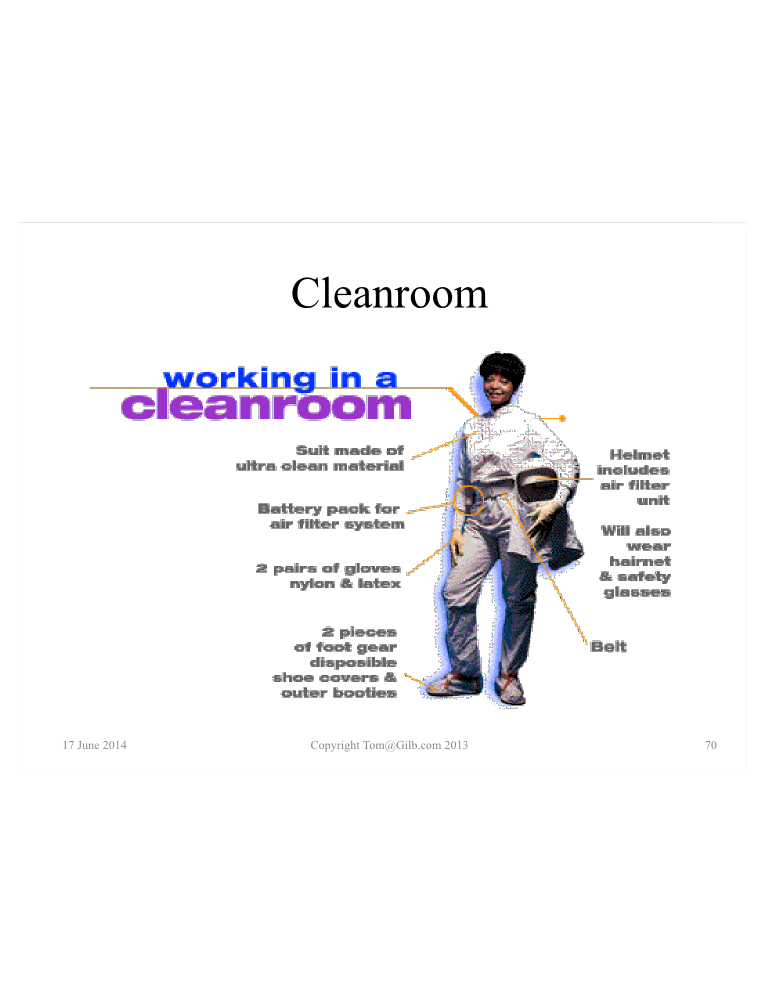 Cleanroom
working in a
cleanroom
Suit made of
ultra clean material
Battery pack for
air filter system
2 pairs of gloves
nylon & latex
2 pieces
of foot gear
disposible
shoe covers &
outer booties
Helmet
includes
air filter
unit
Will also
wear
hairnet
& safety
glasses
Belt
17 June 2014
Copyright Tom@Gilb.com 2013
70